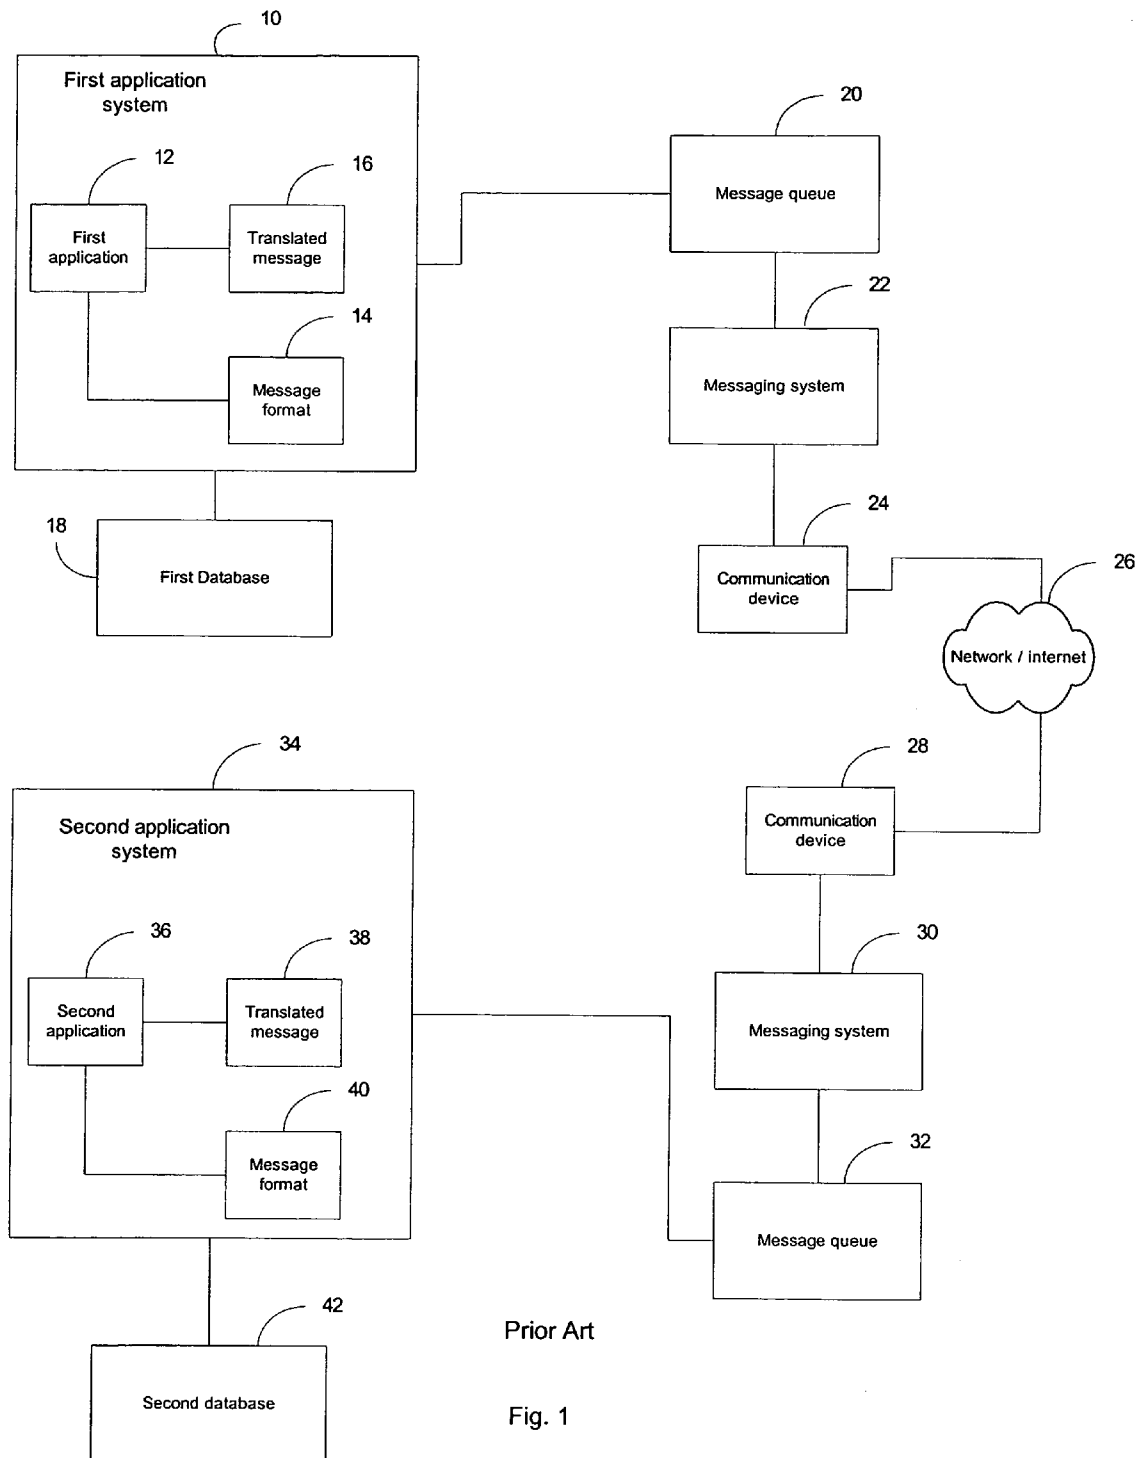 10
First application
system
12
16
First
application
Translated
message
14
Message
format
18
First Database
20
Message queue
22
Messaging system
24
Communication
device
26
Network / internet
28
Communication
device
34
Second application
system
36
38
Second
application
Translated
message
40
Message
format
30
Messaging system
32
Message queue
42
Second database
Prior Art
Fig. 1